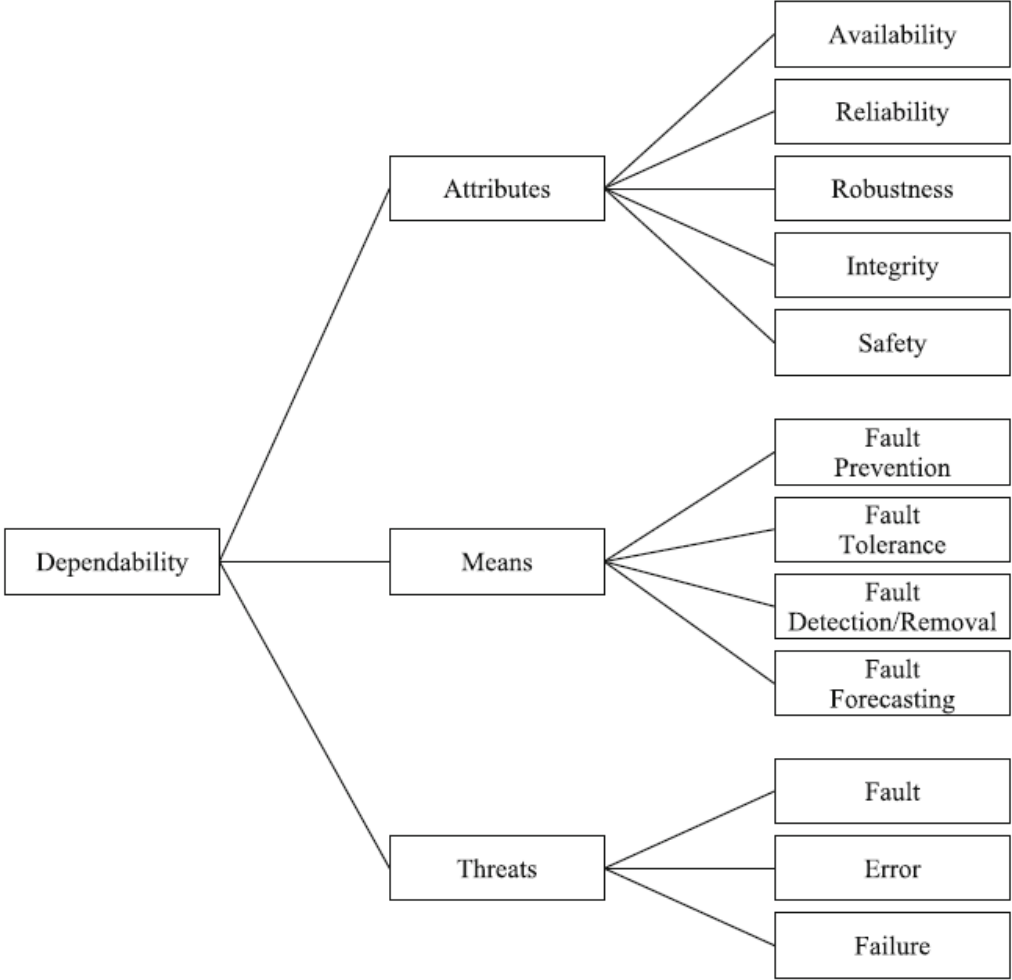 Availability
Reliability
Attributes
Robustness
Integrity
Safety
Fault
Prevention
Fault
Tolerance
Dependability
Means
Fault
Detection/Removal
Fault
Forecasting
Fault
Threats
Error
Failure